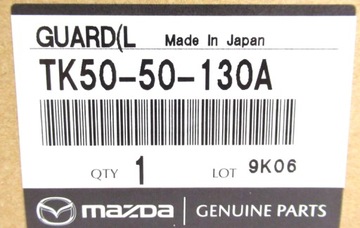 GUARD(L Made In Japan
TK50-50-130A
QTY 1 LOT 9K06
mazda | GENUINE PARTS